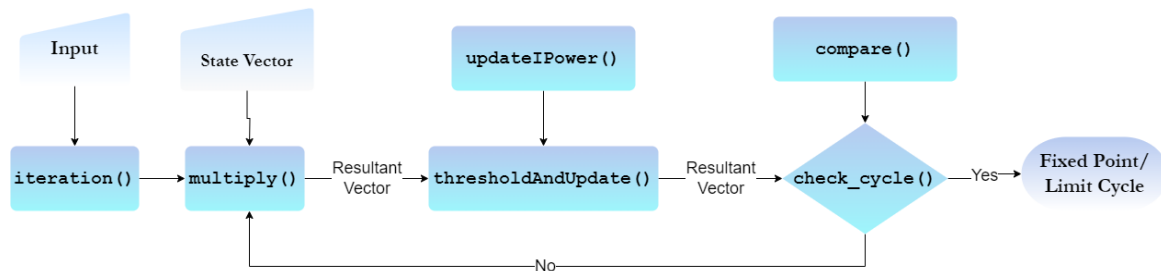 Input
State Vector
updateIPower()
compare()
iteration()
multiply()
Resultant
Vector
thresholdAndUpdate()
Resultant
Vector
check_cycle()
Yes
Fixed Point/
Limit Cycle
No